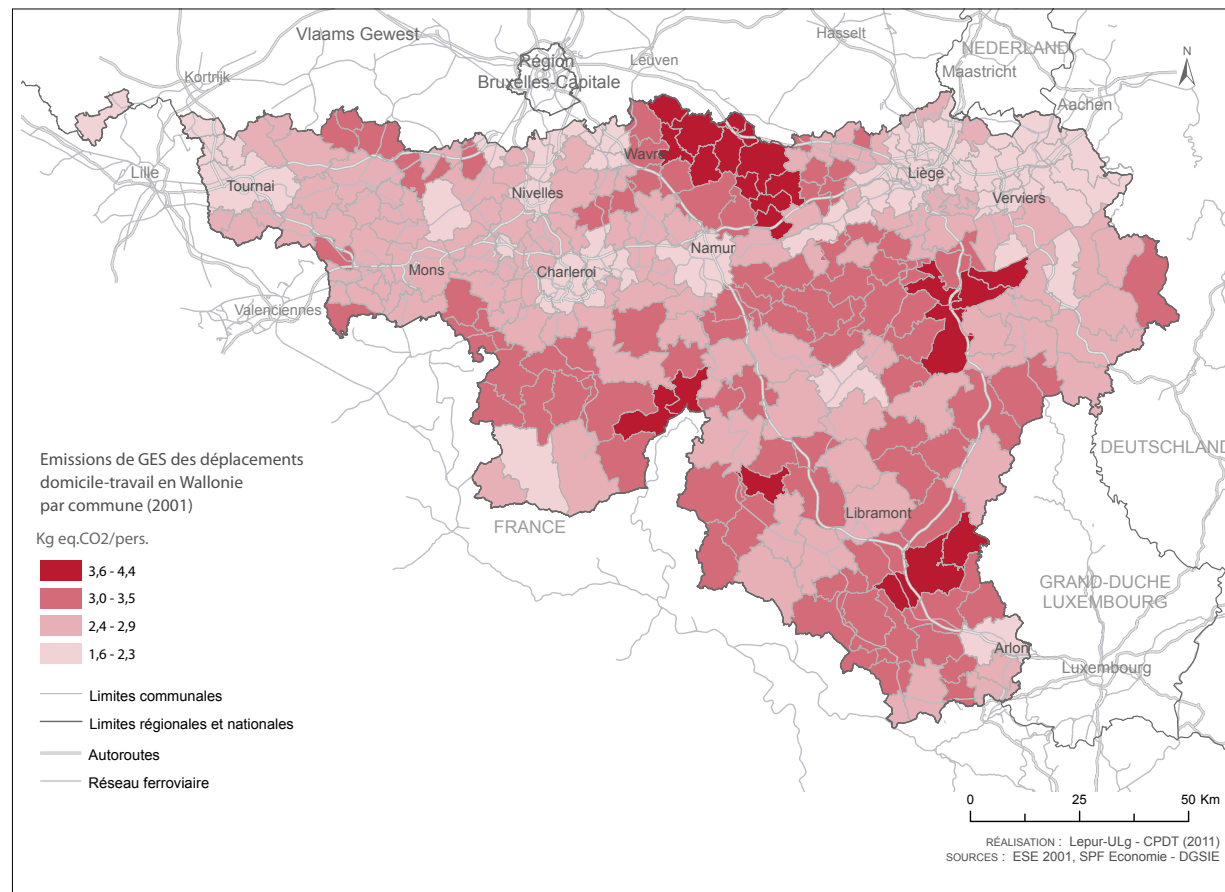 Vlaams Gewest
Hasselt
NEDERLAND
Région
Bruxelles-Capitale
Leuven
Maastricht
N
Kortrijk
Aachen
Lille
Wavre
Liège
Tournai
Nivelles
Verviers
Namur
Mons
Charleroi
Valenciennes
DEUTSCHLAND
Libramont
FRANCE
GRAND-DUCHE
LUXEMBOURG
Arlon
Luxembourg
Emissions de GES des déplacements
domicile-travail en Wallonie
par commune (2001)
Kg eq.CO2/pers.
3,6 - 4,4
3,0 - 3,5
2,4 - 2,9
1,6 - 2,3
Limites communales
Limites régionales et nationales
Autoroutes
Réseau ferroviaire
0 25 50 Km
RÉALISATION : Lepur-ULg - CPDT (2011)
SOURCES : ESE 2001, SPF Economie - DGSIE